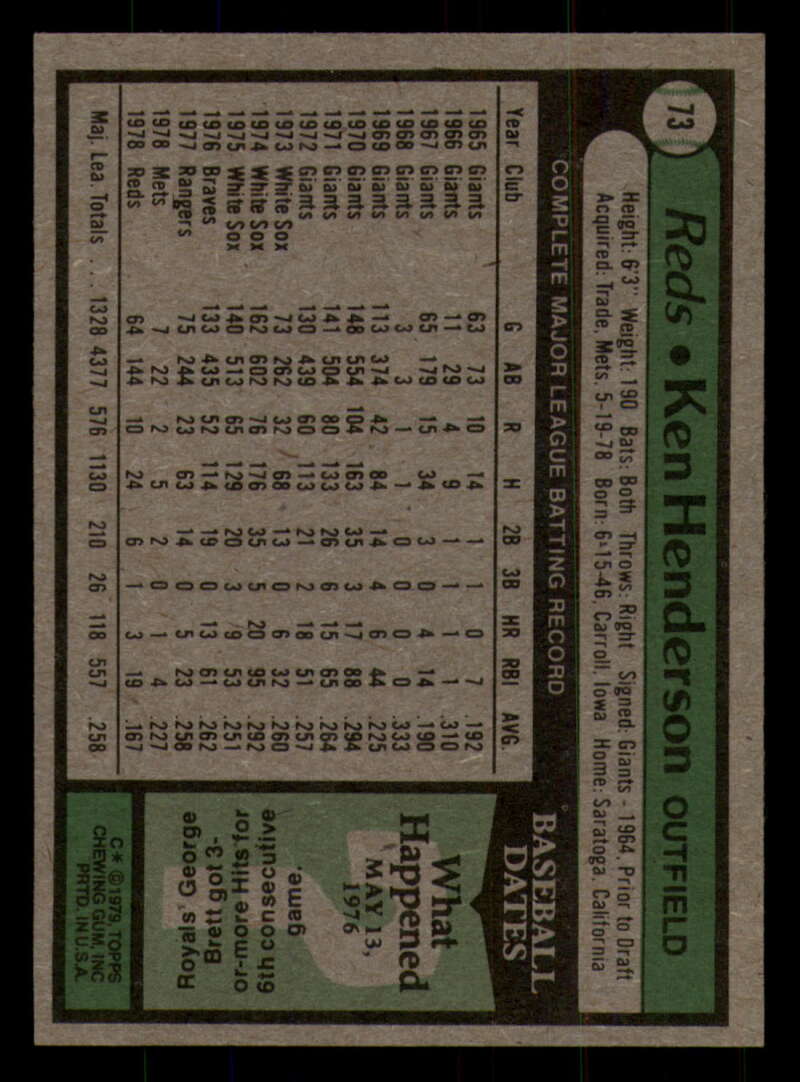 73
Reds • Ken Henderson OUTFIELD
Height: 6'3" Weight: 190 Bats: Both Throws: Right Signed: Giants - 1964, Prior to Draft
Acquired: Trade, Mets, 5-19-78 Born: 6-15-46, Carroll, Iowa Home: Saratoga, California
COMPLETE MAJOR LEAGUE BATTING RECORD
Year Club G AB R H 2B 3B HR RBI AVG.
1965 Giants 63 73 10 14 1 1 0 7 .192
1966 Giants 11 29 4 9 1 1 1 1 .310
1967 Giants 65 179 15 34 3 0 4 14 .190
1968 Giants 3 3 1 1 0 0 0 0 .333
1969 Giants 113 374 42 84 14 4 6 44 .225
1970 Giants 148 554 104 163 35 3 17 88 .294
1971 Giants 141 504 80 133 26 6 15 65 .264
1972 Giants 130 439 60 113 21 2 18 51 .257
1973 White Sox 73 262 32 68 13 0 6 32 .260
1974 White Sox 162 602 76 176 35 5 20 95 .292
1975 White Sox 140 513 65 129 20 3 9 53 .251
1976 Braves 133 435 52 114 19 0 13 61 .262
1977 Rangers 75 244 23 63 14 0 5 23 .258
1978 Mets 7 22 2 5 2 0 1 4 .227
1978 Reds 64 144 10 24 6 1 3 19 .167
Maj. Lea. Totals . . . 1328 4377 576 1130 210 26 118 557 .258
BASEBALL
DATES
What
Happened
MAY 13,
1976
Royals' George
Brett got 3-
or-more Hits for
6th consecutive
game.
C* © 1979 TOPPS
CHEWING GUM, INC
PRTD. IN U.S.A.